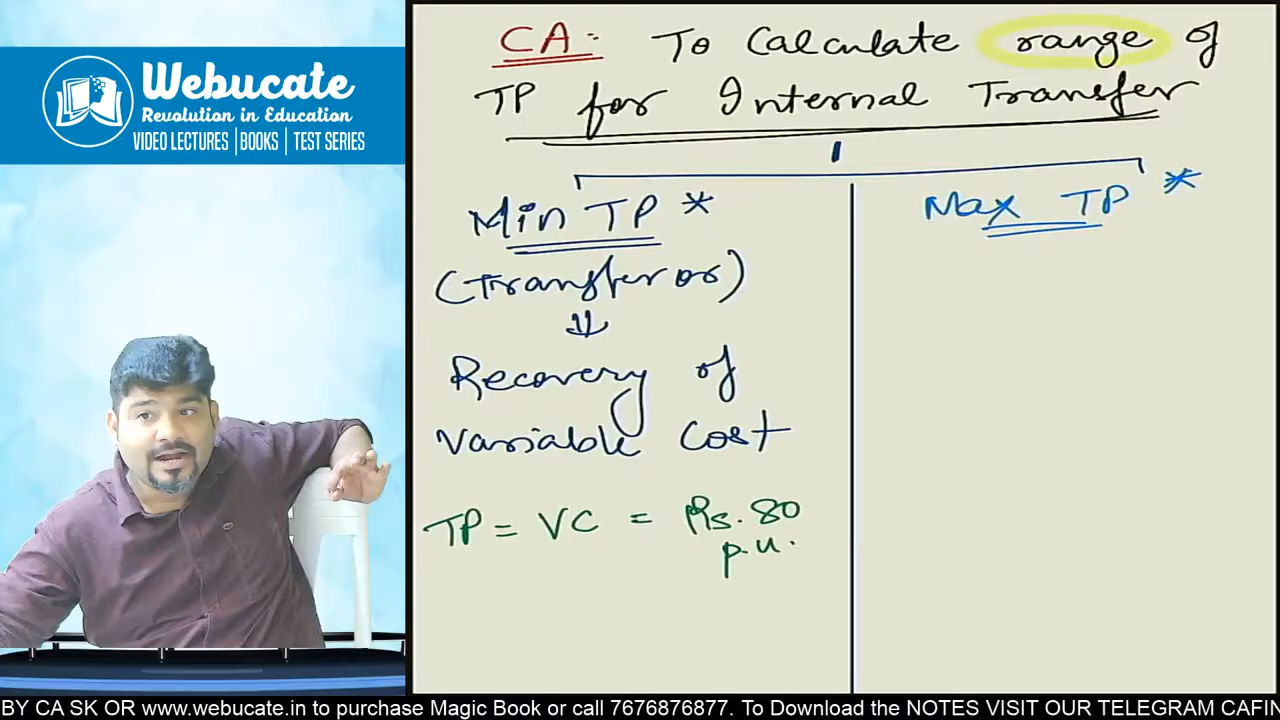 Webucate
Revolution in Education
VIDEO LECTURES | BOOKS | TEST SERIES
CA:- To Calculate range of
TP for Internal Transfer
Min TP *
(Transferor)
⇓
Recovery of
Variable Cost
TP = VC = Rs. 80
p.u.
Max TP *
BY CA SK OR www.webucate.in to purchase Magic Book or call 7676876877. To Download the NOTES VISIT OUR TELEGRAM CAFIN